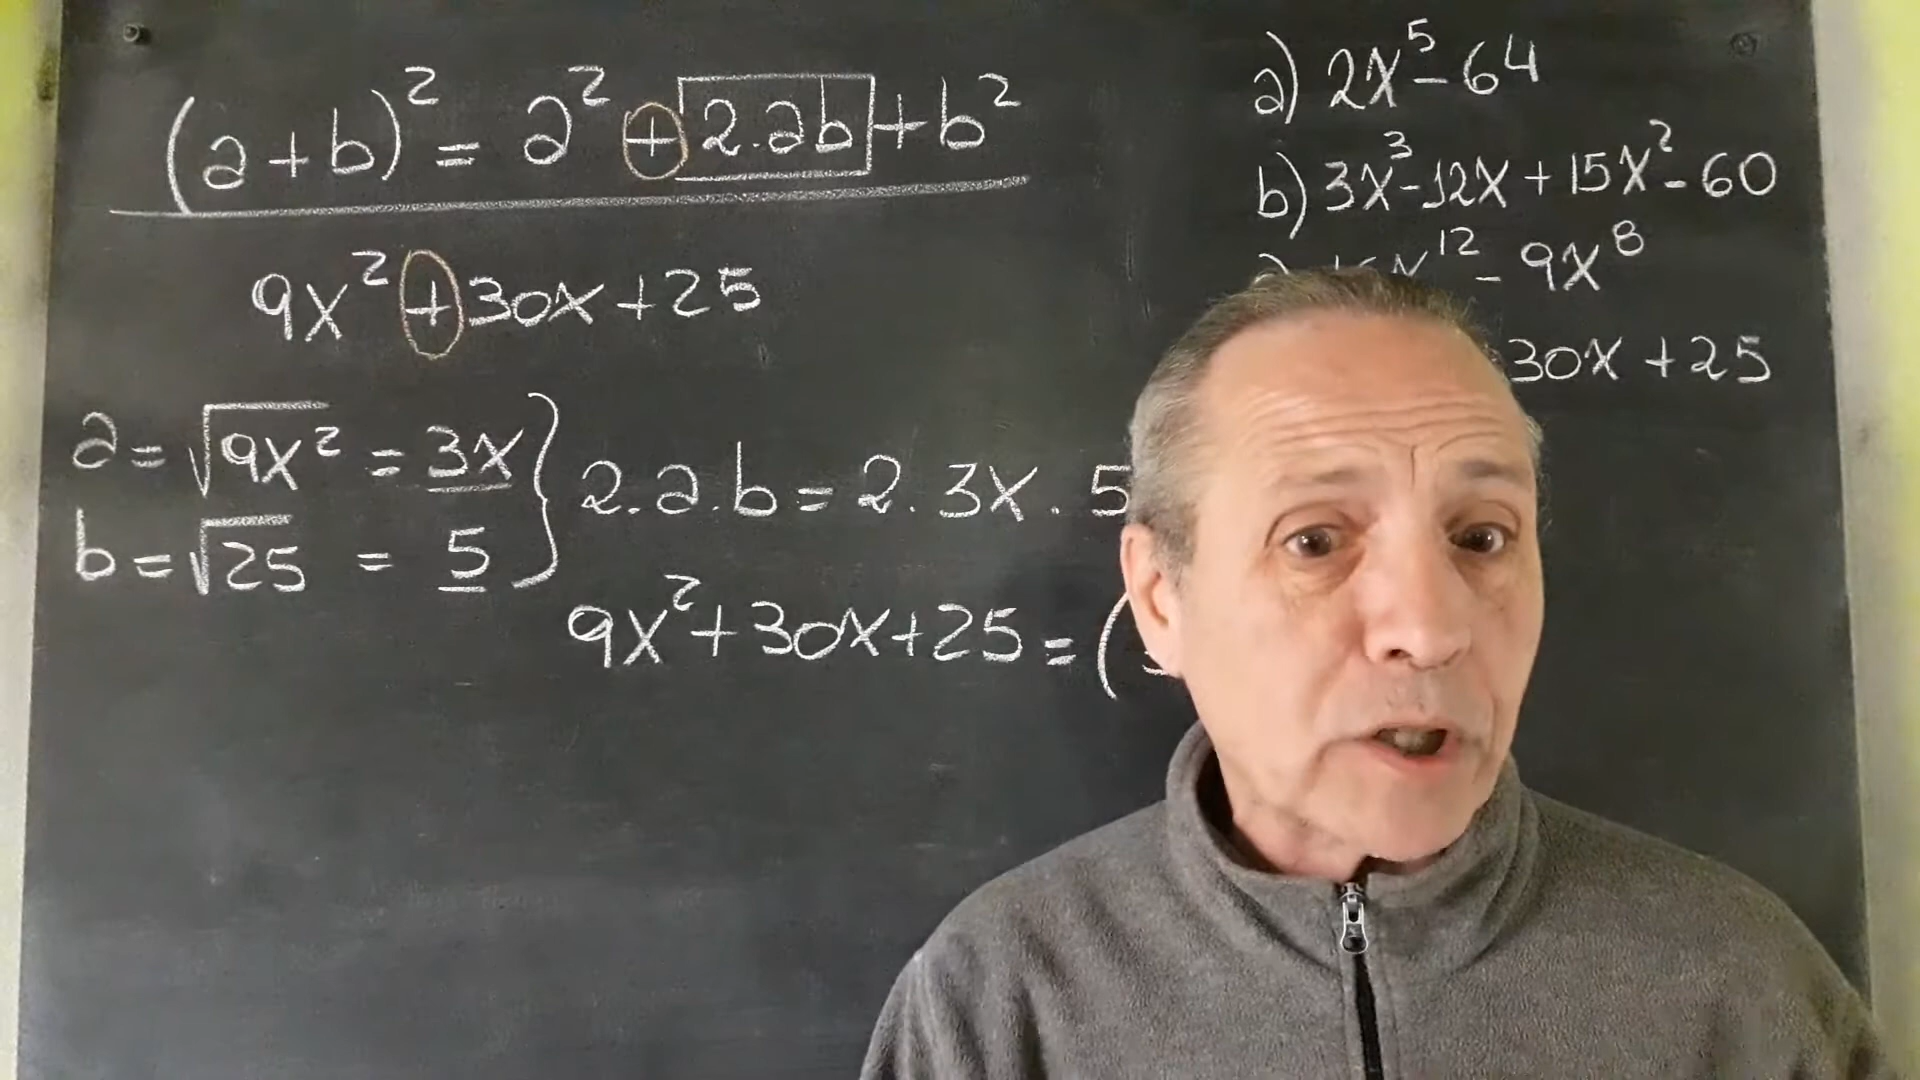 (a+b)² = a² + 2.ab + b²
9x² + 30x + 25
a = √9x² = 3x
b = √25 = 5
} 2.a.b = 2.3x.5
9x² + 30x + 25 = (
a) 2x⁵ - 64
b) 3x³ - 12x + 15x² - 60
x¹² - 9x⁸
30x + 25